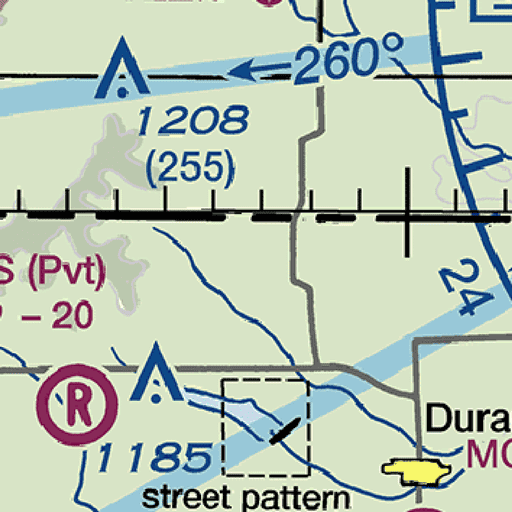 260°
1208
(255)
S (Pvt)
– 20
24
R
Dura
MO
1185
street pattern